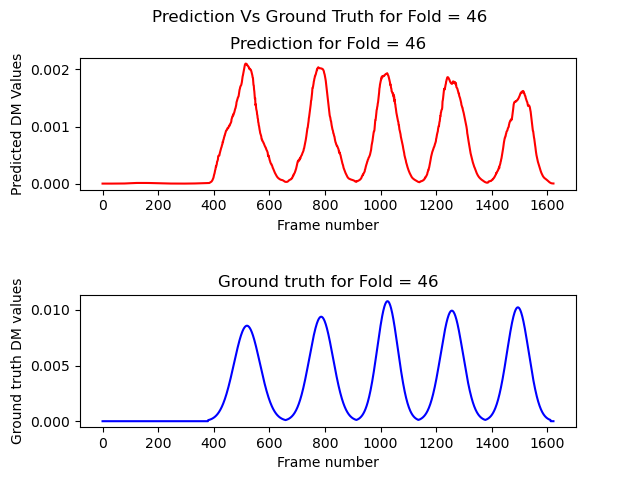 Prediction Vs Ground Truth for Fold = 46
Prediction for Fold = 46
Predicted DM Values
0.002
0.001
0.000
0 200 400 600 800 1000 1200 1400 1600
Frame number
Ground truth for Fold = 46
Ground truth DM values
0.010
0.005
0.000
0 200 400 600 800 1000 1200 1400 1600
Frame number